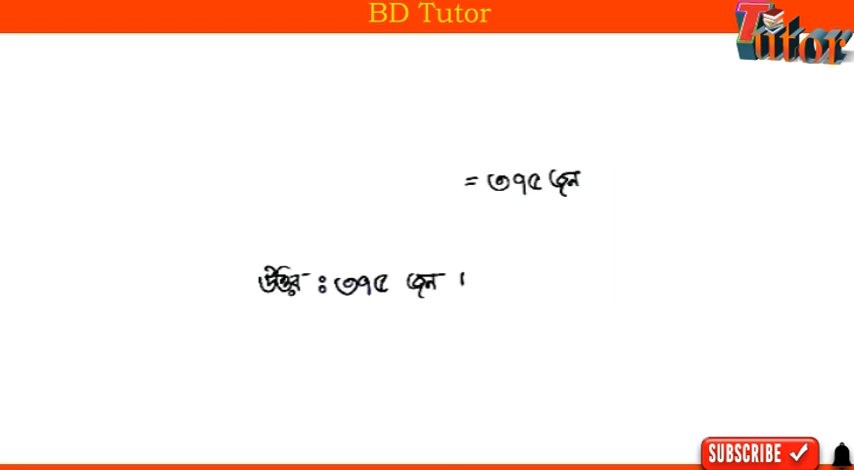 BD Tutor
Tutor
= ৩৭৫ জন
উত্তর : ৩৭৫ জন ।
SUBSCRIBE